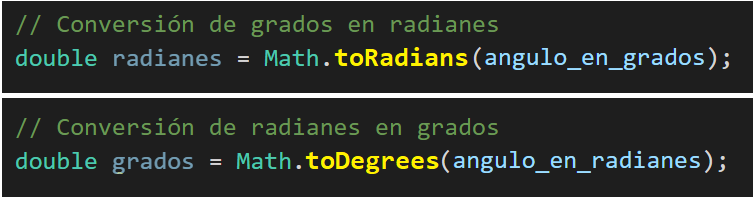 // Conversión de grados en radianes
double radianes = Math.toRadians(angulo_en_grados);
// Conversión de radianes en grados
double grados = Math.toDegrees(angulo_en_radianes);